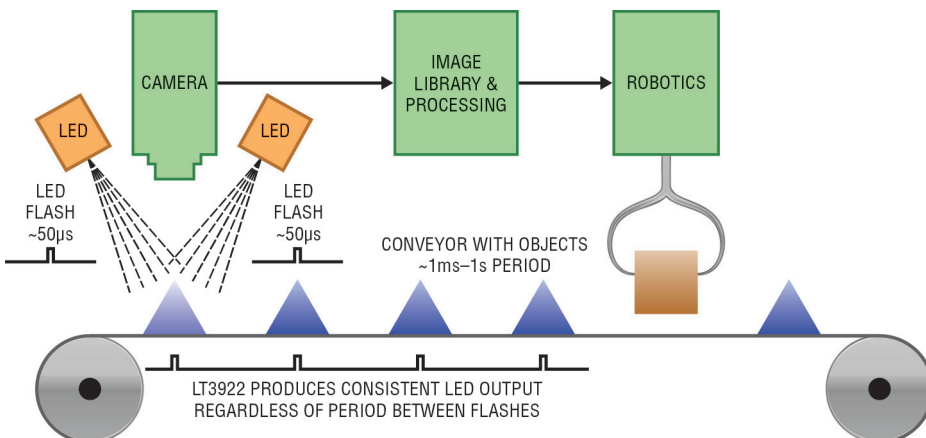 CAMERA
IMAGE
LIBRARY &
PROCESSING
ROBOTICS
LED
LED
LED
FLASH
~50µs
LED
FLASH
~50µs
CONVEYOR WITH OBJECTS
~1ms–1s PERIOD
LT3922 PRODUCES CONSISTENT LED OUTPUT
REGARDLESS OF PERIOD BETWEEN FLASHES